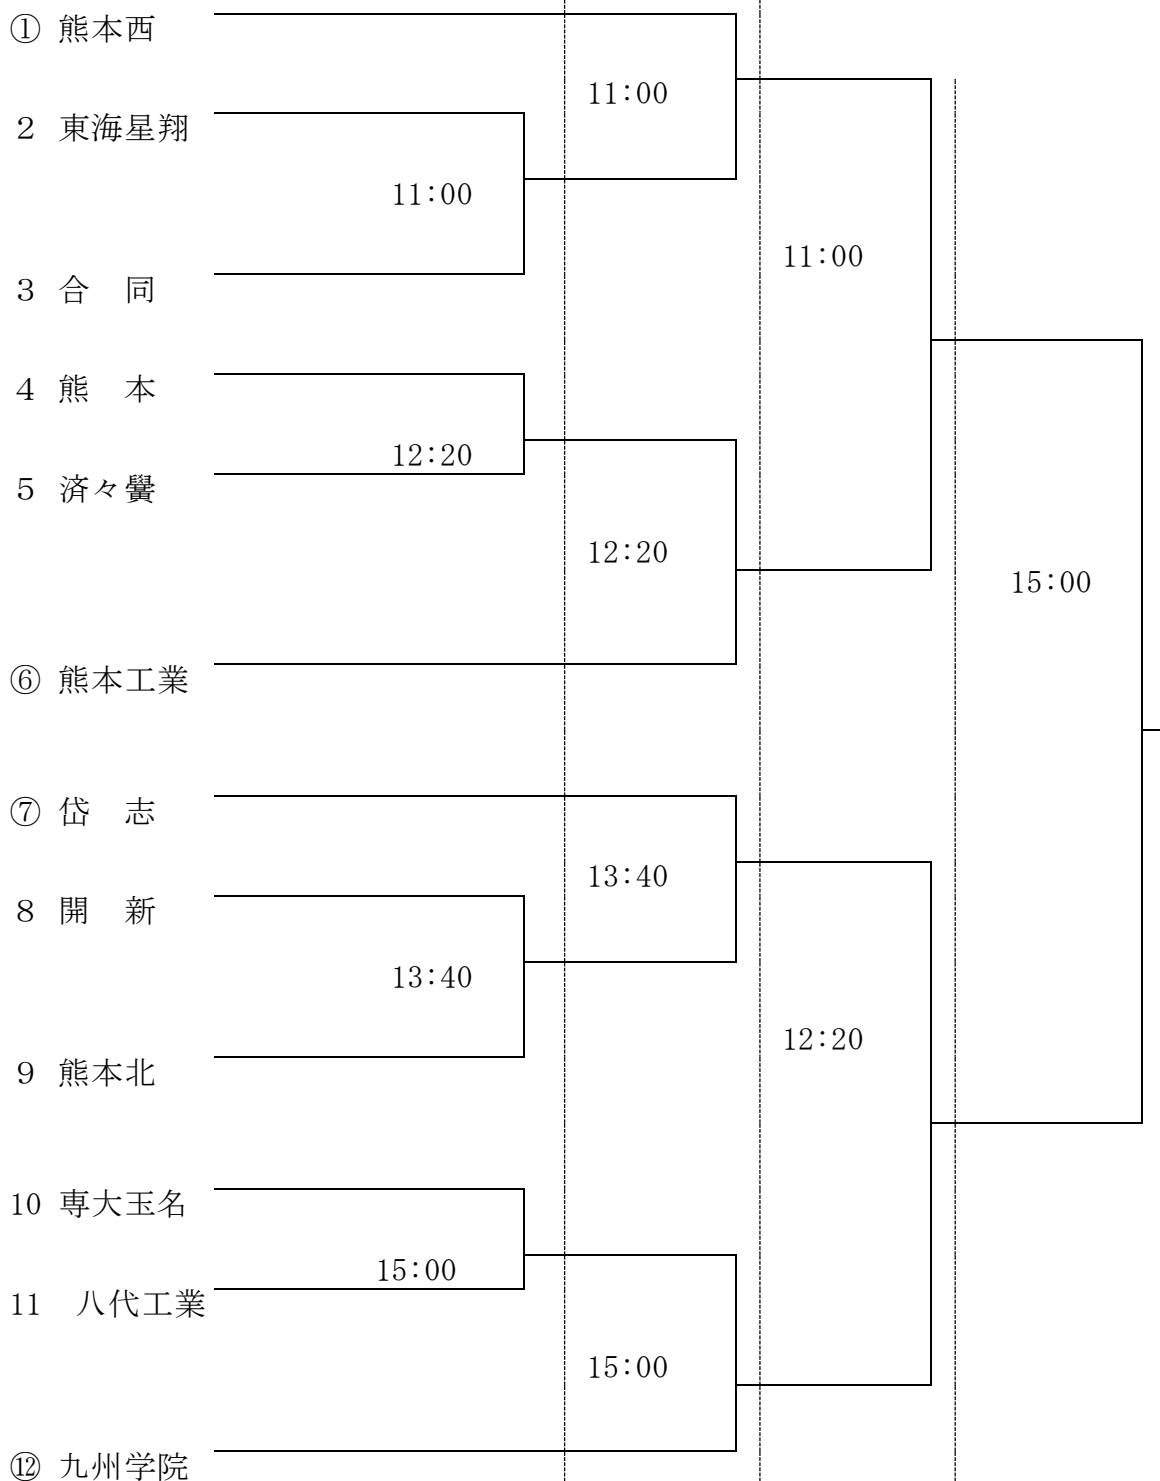 ① 熊本西
11:00
2 東海星翔
11:00
11:00
3 合　同
4 熊　本
12:20
5 済々黌
12:20
15:00
⑥ 熊本工業
⑦ 岱　志
13:40
8 開　新
13:40
12:20
9 熊本北
10 専大玉名
15:00
11　八代工業
15:00
⑫ 九州学院